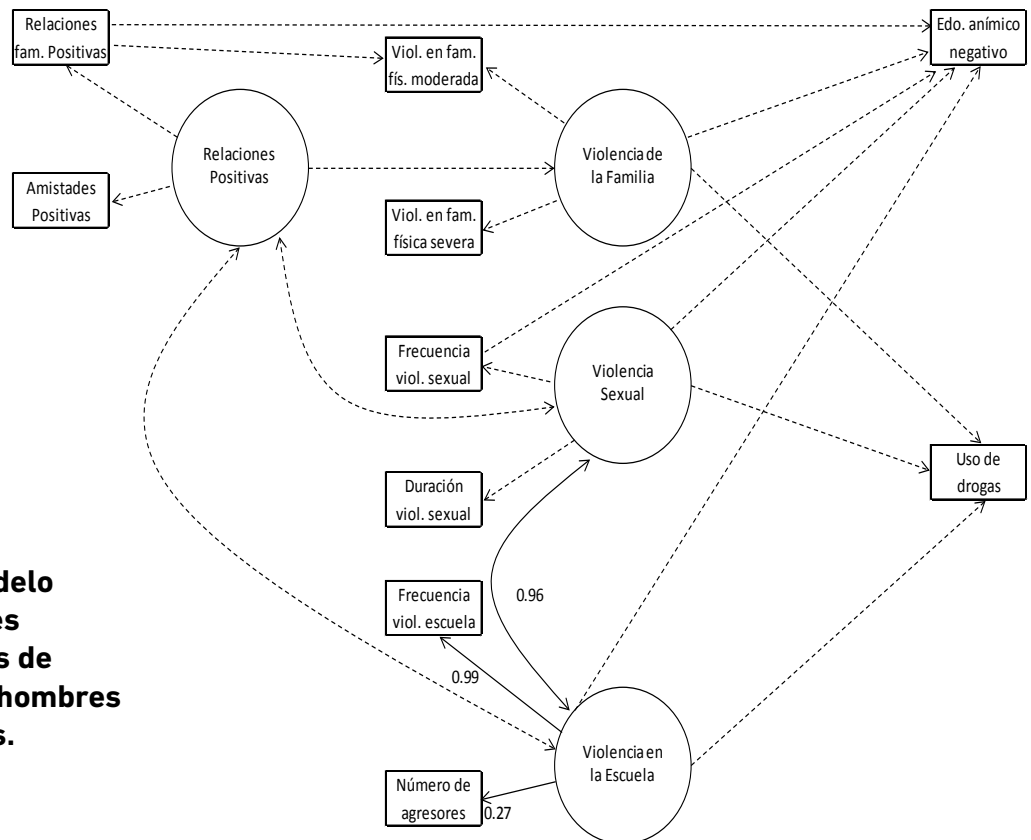 Relaciones
fam. Positivas
Edo. anímico
negativo
Viol. en fam.
fís. moderada
Relaciones
Positivas
Violencia de
la Familia
Amistades
Positivas
Viol. en fam.
física severa
Frecuencia
viol. sexual
Violencia
Sexual
Uso de
drogas
Duración
viol. sexual
delo
es
s de
hombres
s.
Frecuencia
viol. escuela
0.96
0.99
Violencia en
la Escuela
Número de
agresores
0.27